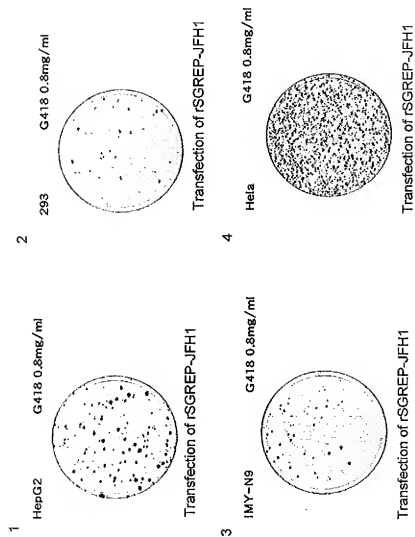 1
HepG2 G418 0.8mg/ml
Transfection of rSGREP-JFH1
2
293 G418 0.8mg/ml
Transfection of rSGREP-JFH1
3
IMY-N9 G418 0.8mg/ml
Transfection of rSGREP-JFH1
4
Hela G418 0.8mg/ml
Transfection of rSGREP-JFH1